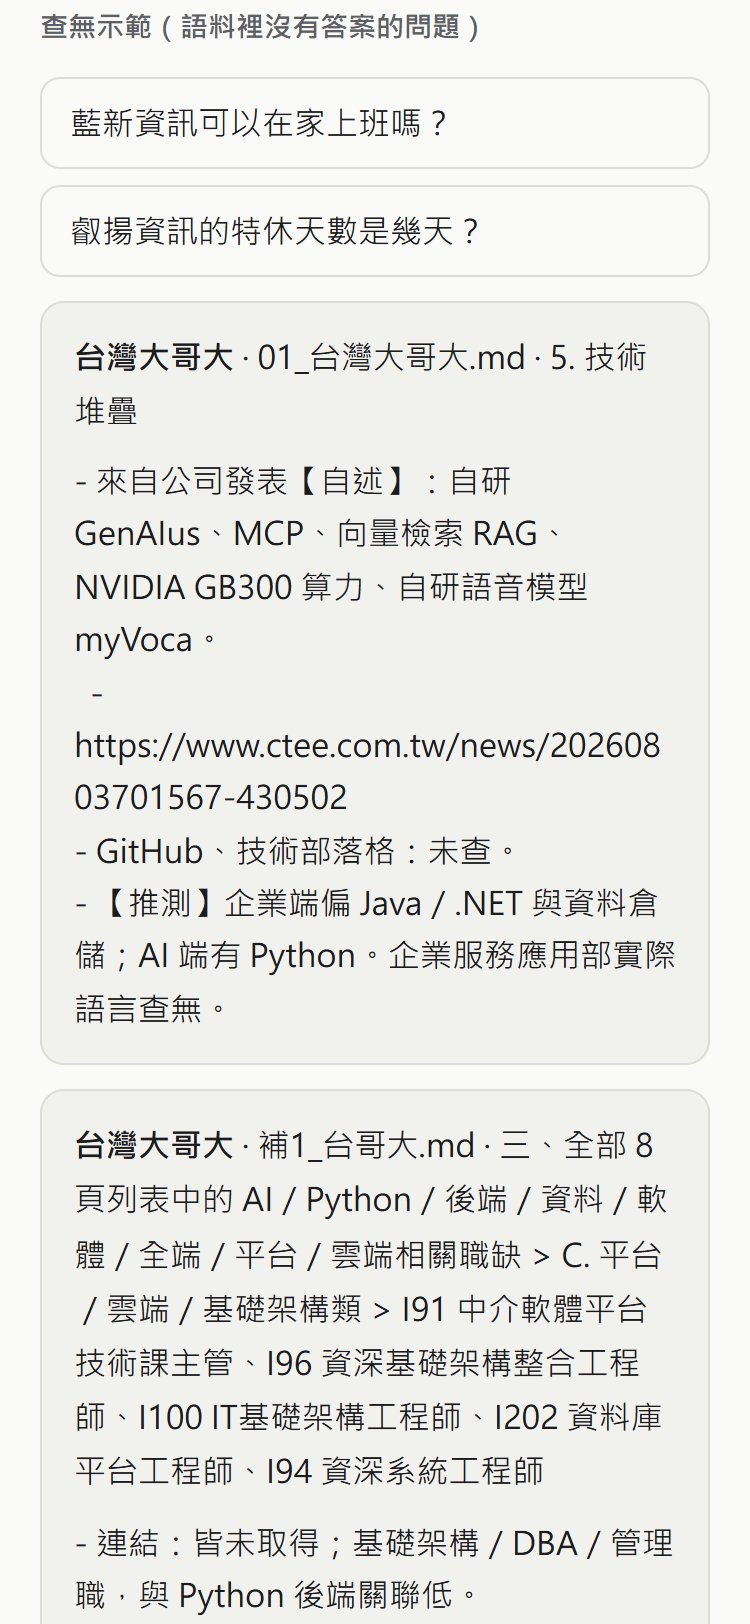 查無示範（語料裡沒有答案的問題）
藍新資訊可以在家上班嗎？
叡揚資訊的特休天數是幾天？
台灣大哥大 · 01_台灣大哥大.md · 5. 技術
堆疊
- 來自公司發表【自述】：自研
GenAIus、MCP、向量檢索 RAG、
NVIDIA GB300 算力、自研語音模型
myVoca。
-
https://www.ctee.com.tw/news/202608
03701567-430502
- GitHub、技術部落格：未查。
- 【推測】企業端偏 Java / .NET 與資料倉
儲；AI 端有 Python。企業服務應用部實際
語言查無。
台灣大哥大 · 補1_台哥大.md · 三、全部 8
頁列表中的 AI / Python / 後端 / 資料 / 軟
體 / 全端 / 平台 / 雲端相關職缺 > C. 平台
/ 雲端 / 基礎架構類 > I91 中介軟體平台
技術課主管、I96 資深基礎架構整合工程
師、I100 IT基礎架構工程師、I202 資料庫
平台工程師、I94 資深系統工程師
- 連結：皆未取得；基礎架構 / DBA / 管理
職，與 Python 後端關聯低。